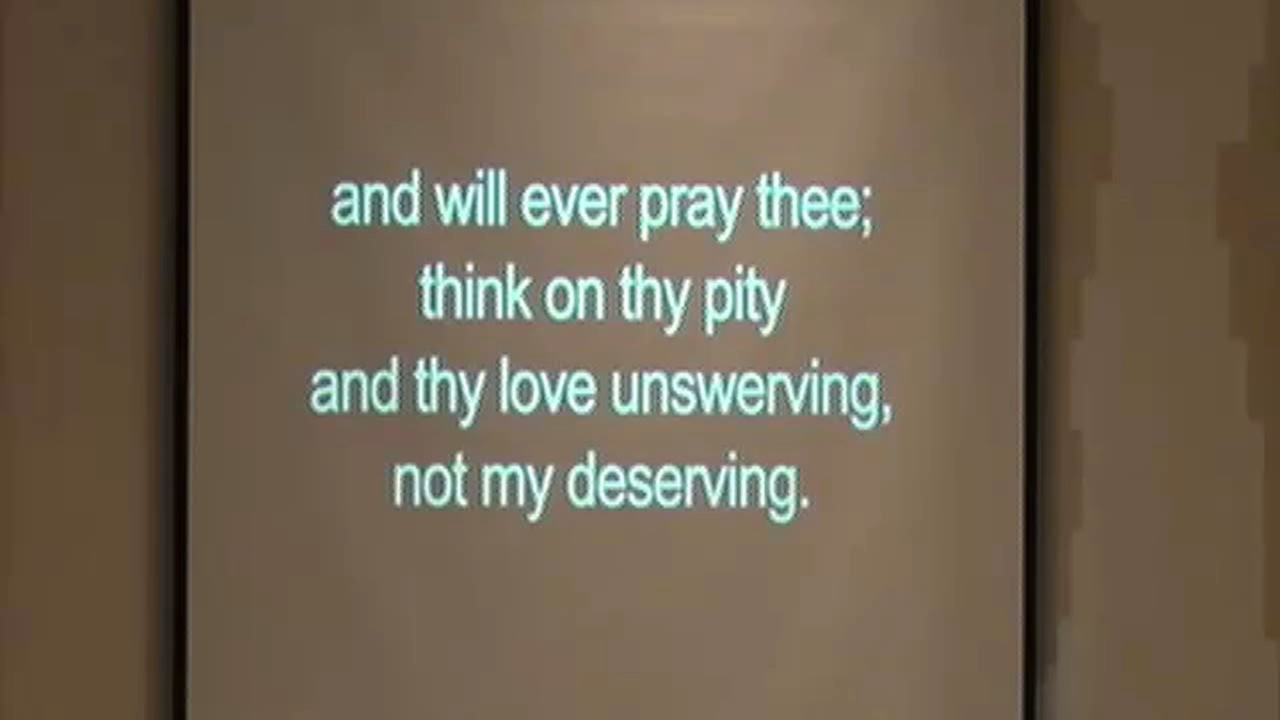 and will ever pray thee;
think on thy pity
and thy love unswerving,
not my deserving.